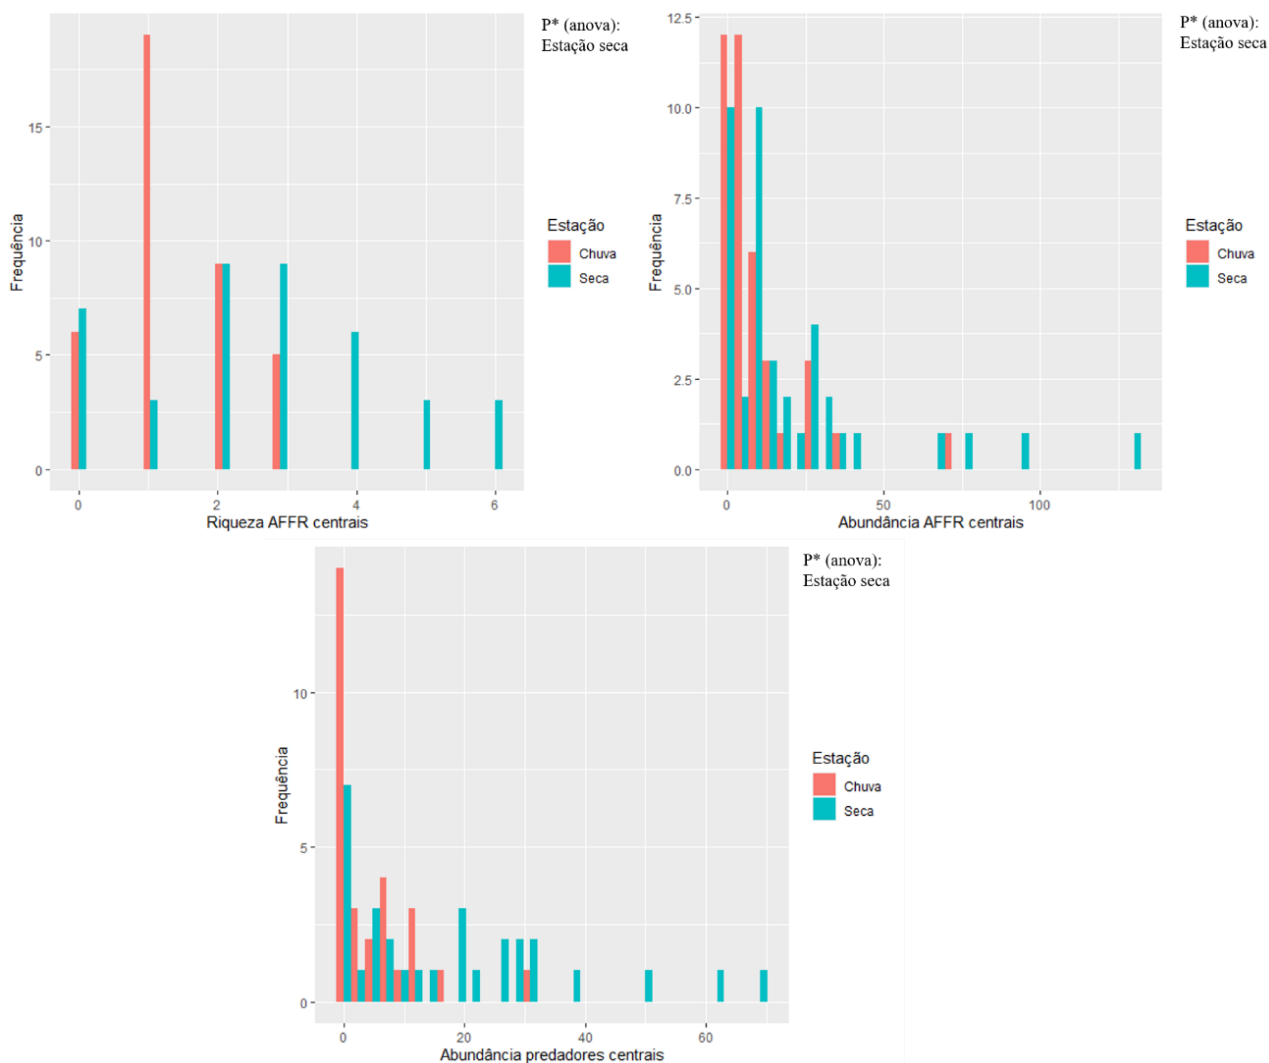 P* (anova):
Estação seca
15
10
5
0
Frequência
0 2 4 6
Riqueza AFFR centrais
Estação
Chuva
Seca
P* (anova):
Estação seca
12.5
10.0
7.5
5.0
2.5
0.0
Frequência
0 50 100
Abundância AFFR centrais
Estação
Chuva
Seca
P* (anova):
Estação seca
10
5
0
Frequência
0 20 40 60
Abundância predadores centrais
Estação
Chuva
Seca